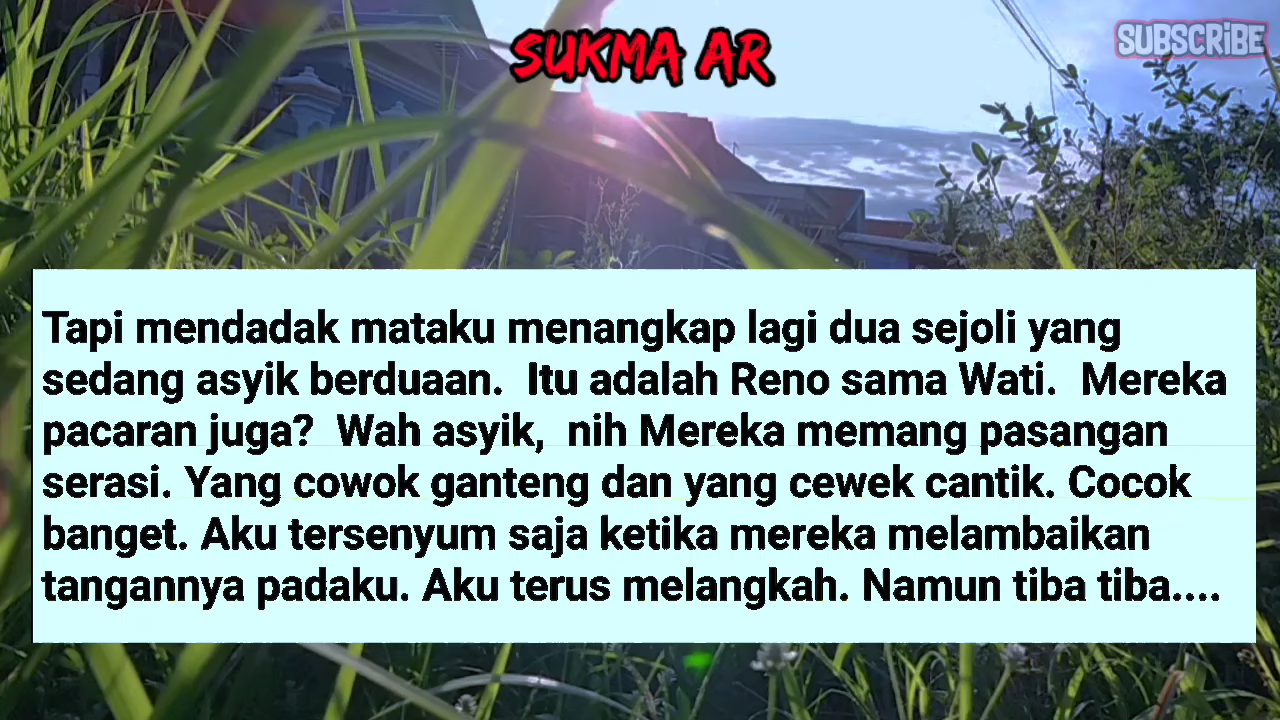 SUKMA AR
SUBSCRiBE
Tapi mendadak mataku menangkap lagi dua sejoli yang
sedang asyik berduaan.  Itu adalah Reno sama Wati.  Mereka
pacaran juga?  Wah asyik,  nih Mereka memang pasangan
serasi. Yang cowok ganteng dan yang cewek cantik. Cocok
banget. Aku tersenyum saja ketika mereka melambaikan
tangannya padaku. Aku terus melangkah. Namun tiba tiba....